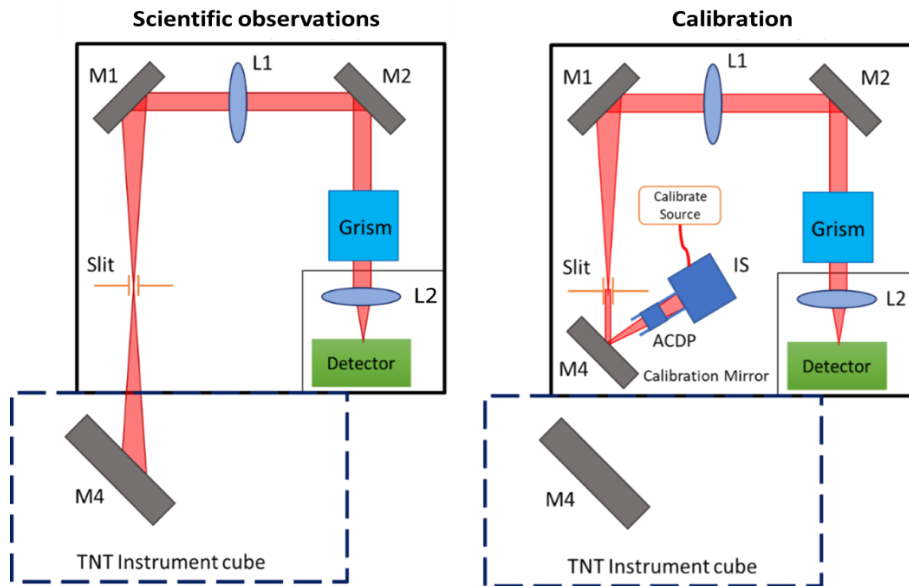 Scientific observations
M1
L1
M2
Grism
Slit
L2
Detector
M4
TNT Instrument cube
Calibration
M1
L1
M2
Calibrate
Source
Grism
IS
Slit
L2
ACDP
Detector
M4
Calibration Mirror
M4
TNT Instrument cube